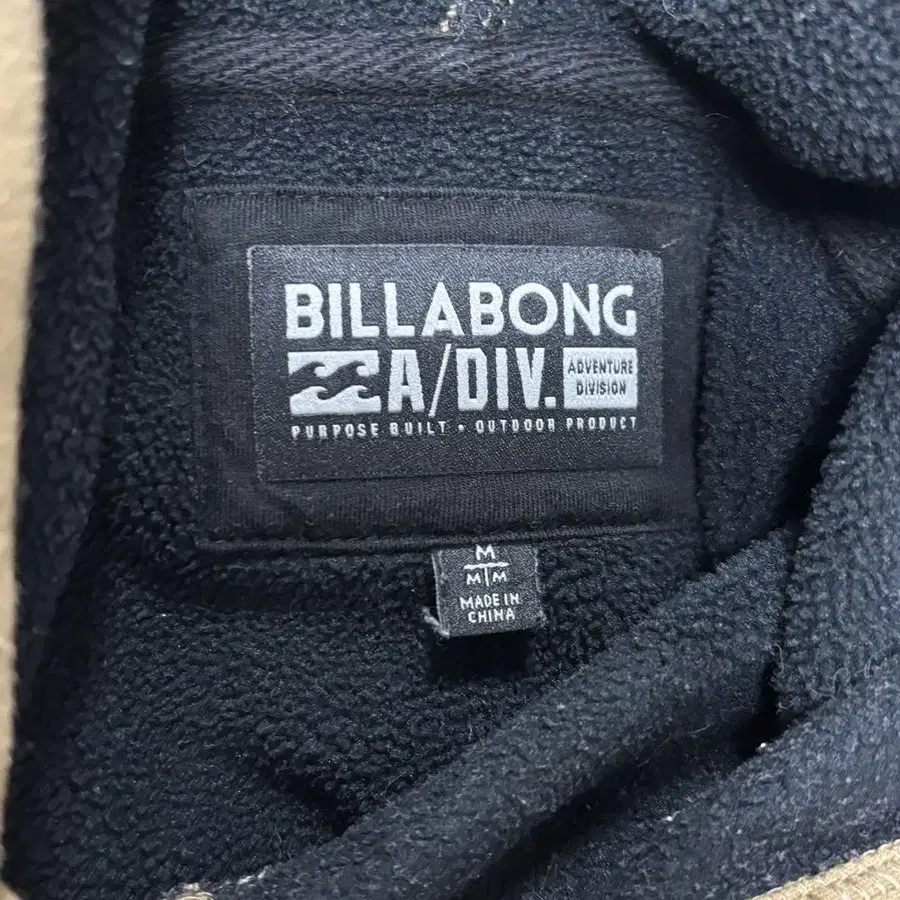 BILLABONG
A/DIV.
ADVENTURE
DIVISION
PURPOSE BUILT • OUTDOOR PRODUCT
M
M|M
MADE IN
CHINA